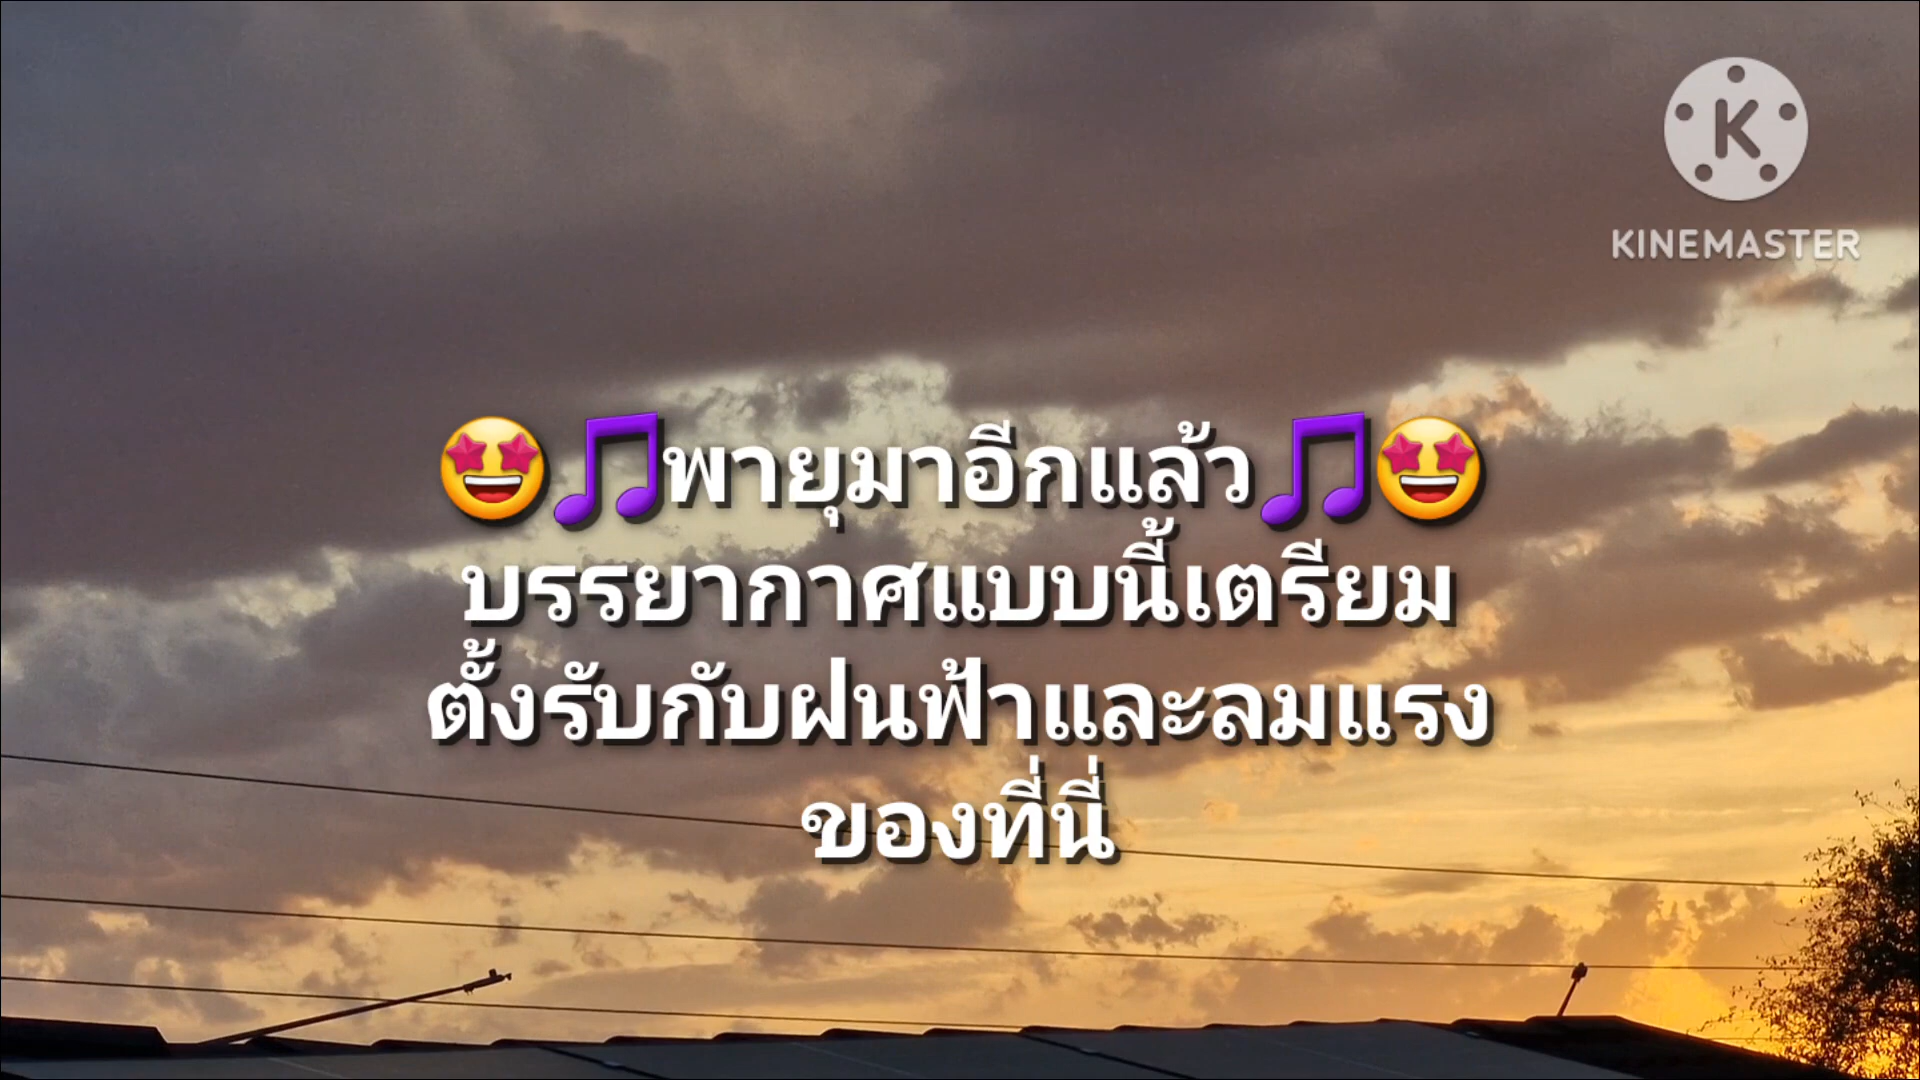 K
KINEMASTER
🤩🎵พายุมาอีกแล้ว🎵🤩
บรรยากาศแบบนี้เตรียม
ตั้งรับกับฝนฟ้าและลมแรง
ของที่นี่